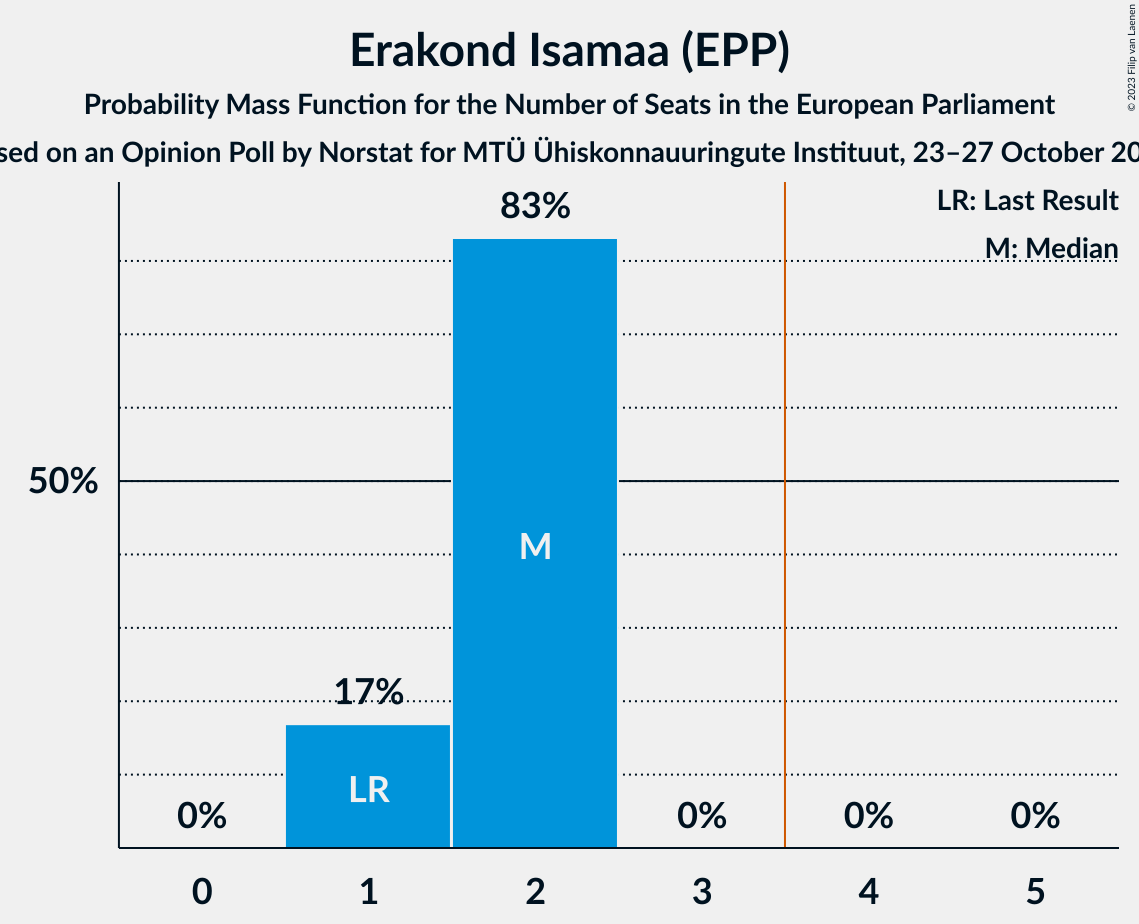 Erakond Isamaa (EPP)
Probability Mass Function for the Number of Seats in the European Parliament
on an Opinion Poll by Norstat for MTÜ Ühiskonnauuringute Instituut, 23–27 October
© 2023 Filip van Laenen
LR: Last Result
M: Median
83%
50%
M
17%
LR
0%
0%
0%
0%
0 1 2 3 4 5